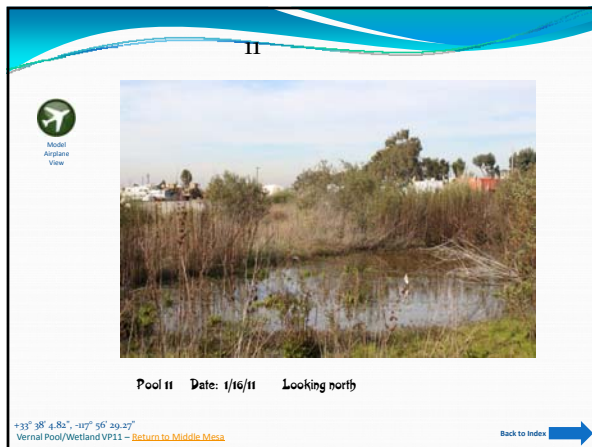 11
Model
Airplane
View
Pool 11 Date: 1/16/11 Looking north
+33° 38' 4.82", -117° 56' 29.27"
Vernal Pool/Wetland VP11 – Return to Middle Mesa
Back to Index